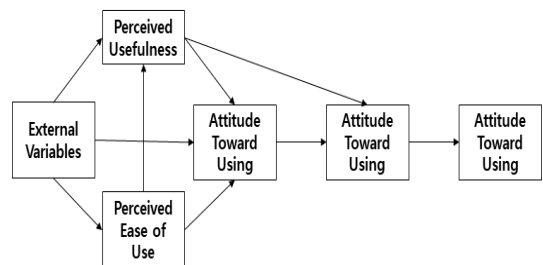 Perceived
Usefulness
External
Variables
Attitude
Toward
Using
Attitude
Toward
Using
Attitude
Toward
Using
Perceived
Ease of
Use